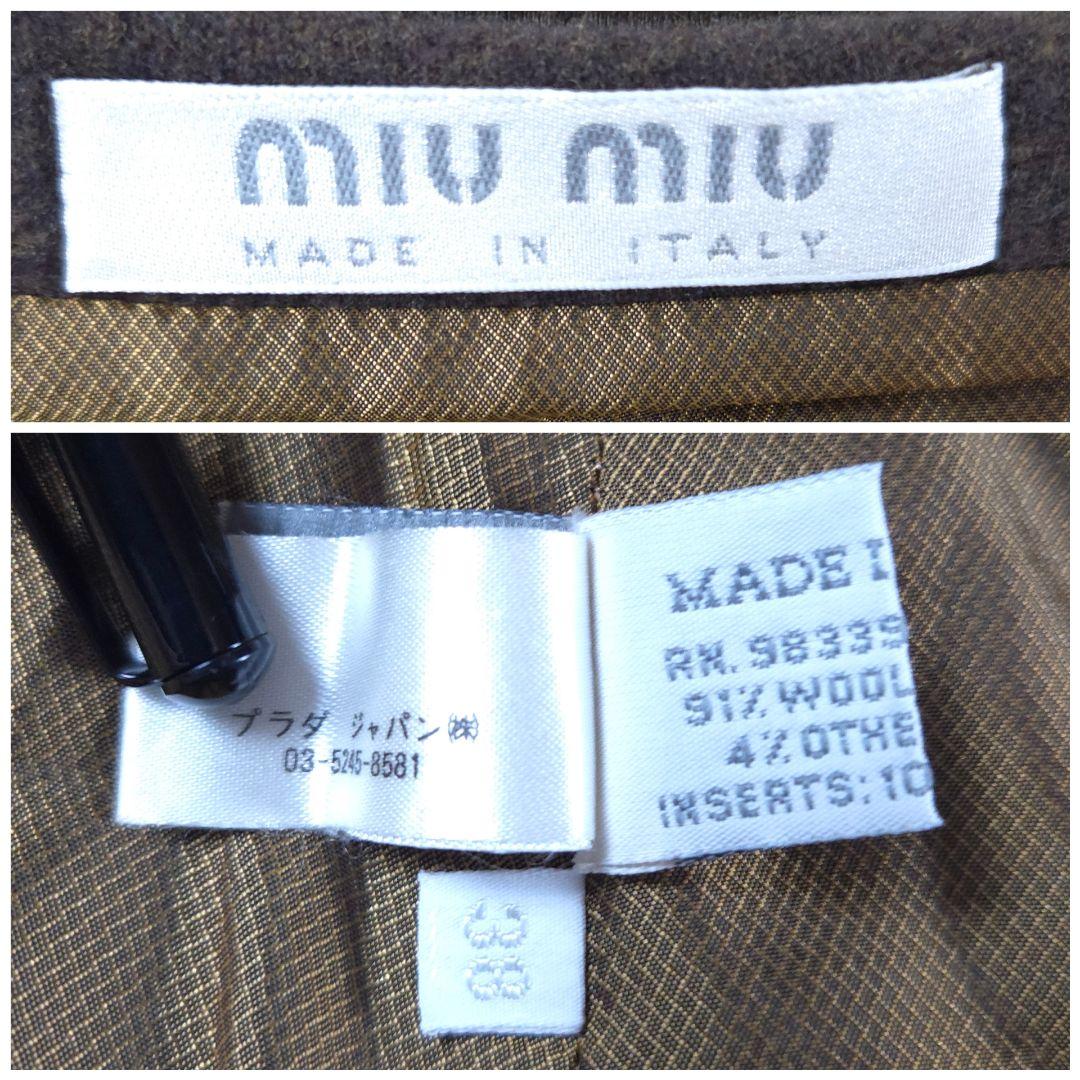 miu miu
MADE IN ITALY
プラダ ジャパン㈱
03-5245-8581
MADE I
RN. 98339
91% WOOL
4% OTHE
INSERTS: 10
38